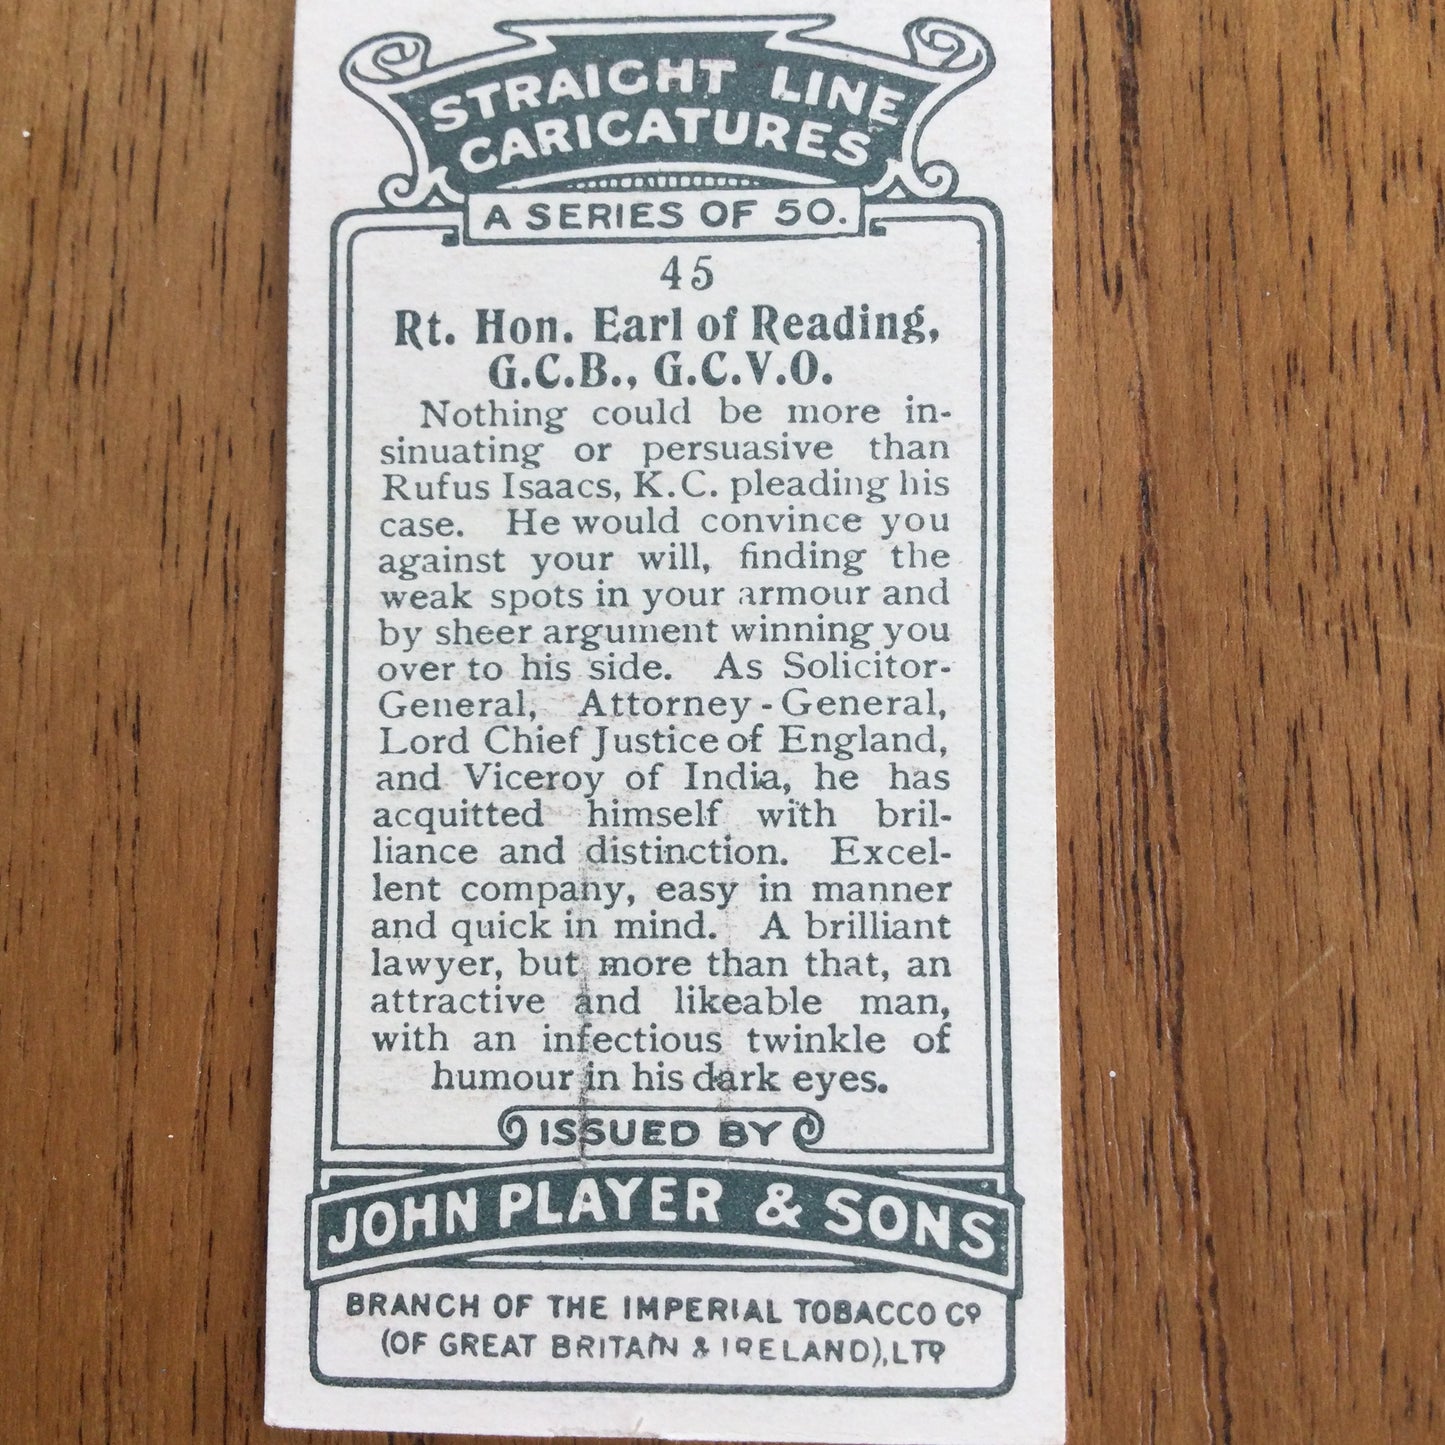 STRAIGHT LINE
CARICATURES
A SERIES OF 50.
45
Rt. Hon. Earl of Reading,
G.C.B., G.C.V.O.
Nothing could be more in-
sinuating or persuasive than
Rufus Isaacs, K.C. pleading his
case. He would convince you
against your will, finding the
weak spots in your armour and
by sheer argument winning you
over to his side. As Solicitor-
General, Attorney-General,
Lord Chief Justice of England,
and Viceroy of India, he has
acquitted himself with bril-
liance and distinction. Excel-
lent company, easy in manner
and quick in mind. A brilliant
lawyer, but more than that, an
attractive and likeable man,
with an infectious twinkle of
humour in his dark eyes.
ISSUED BY
JOHN PLAYER & SONS
BRANCH OF THE IMPERIAL TOBACCO CO
(OF GREAT BRITAIN & IRELAND), LTD